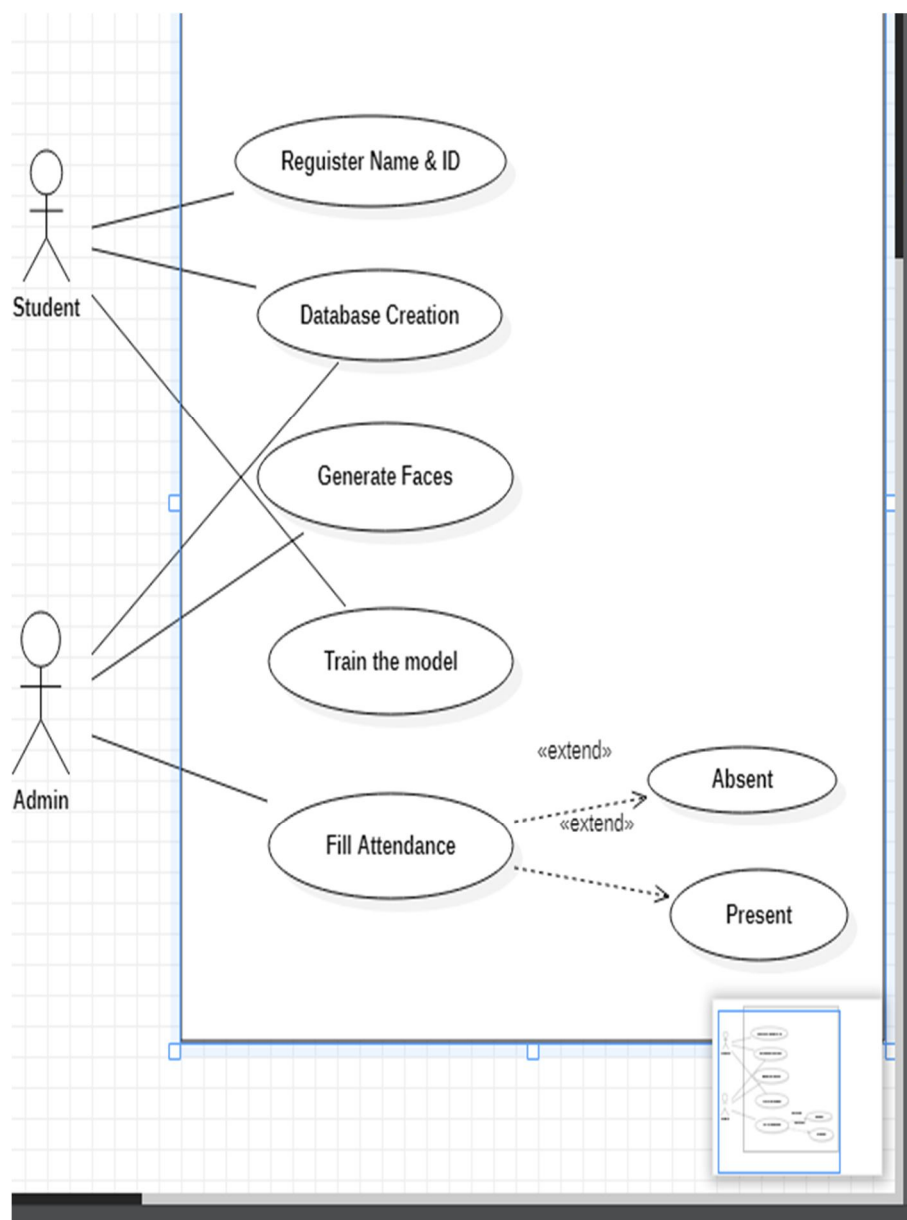 Reguister Name & ID
Student
Database Creation
Generate Faces
Train the model
Admin
«extend»
Absent
«extend»
Fill Attendance
Present